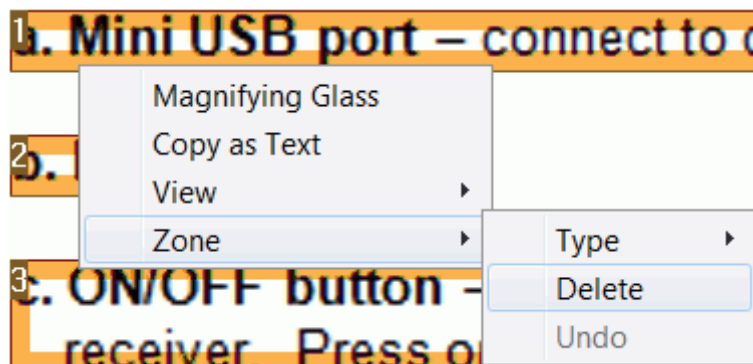 1
a. Mini USB port – connect to
Magnifying Glass
Copy as Text
2
b.
View
Zone
Type
3
c. ON/OFF button –
Delete
receiver. Press
Undo